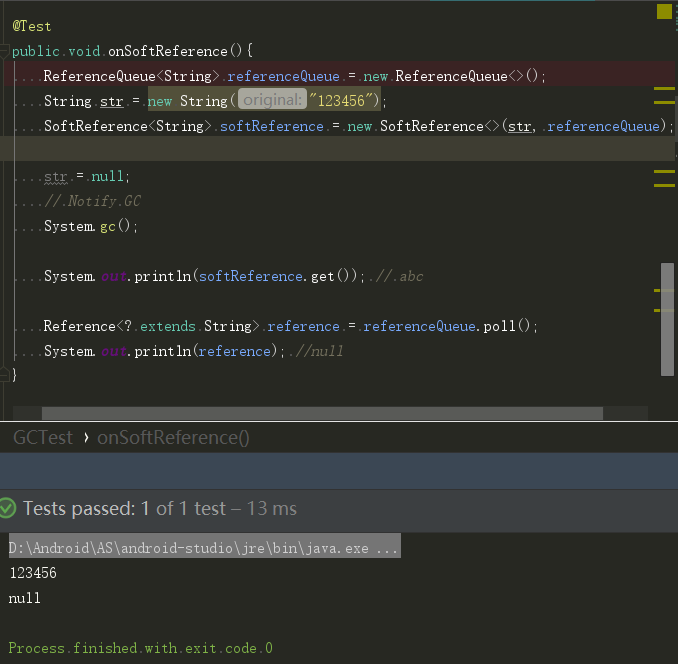 @Test
public void onSoftReference(){
ReferenceQueue<String> referenceQueue = new ReferenceQueue<>();
String str = new String( original: "123456");
SoftReference<String> softReference = new SoftReference<>(str, referenceQueue);
str = null;
// Notify GC
System.gc();
System.out.println(softReference.get()); // abc
Reference<? extends String> reference = referenceQueue.poll();
System.out.println(reference); //null
}
GCTest › onSoftReference()
Tests passed: 1 of 1 test – 13 ms
D:\Android\AS\android-studio\jre\bin\java.exe ...
123456
null
Process finished with exit code 0